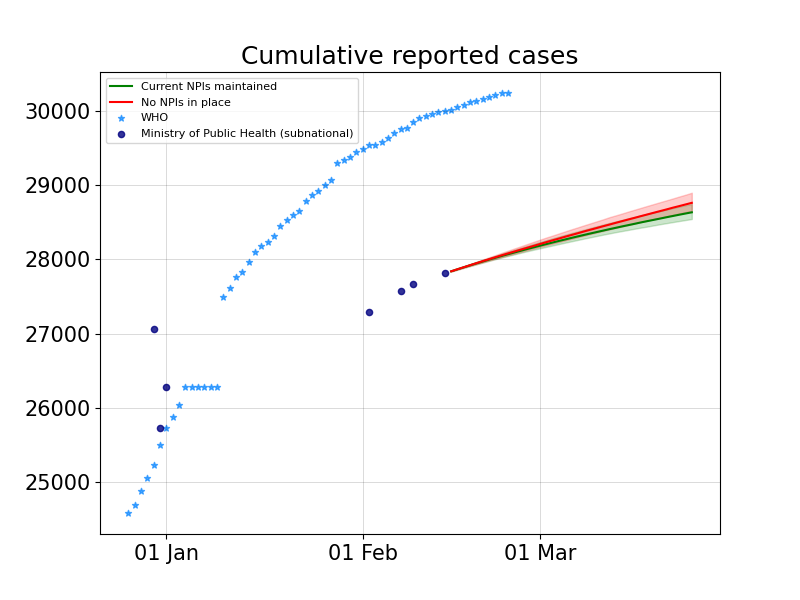 Cumulative reported cases
Current NPIs maintained
No NPIs in place
WHO
Ministry of Public Health (subnational)
30000
29000
28000
27000
26000
25000
01 Jan
01 Feb
01 Mar